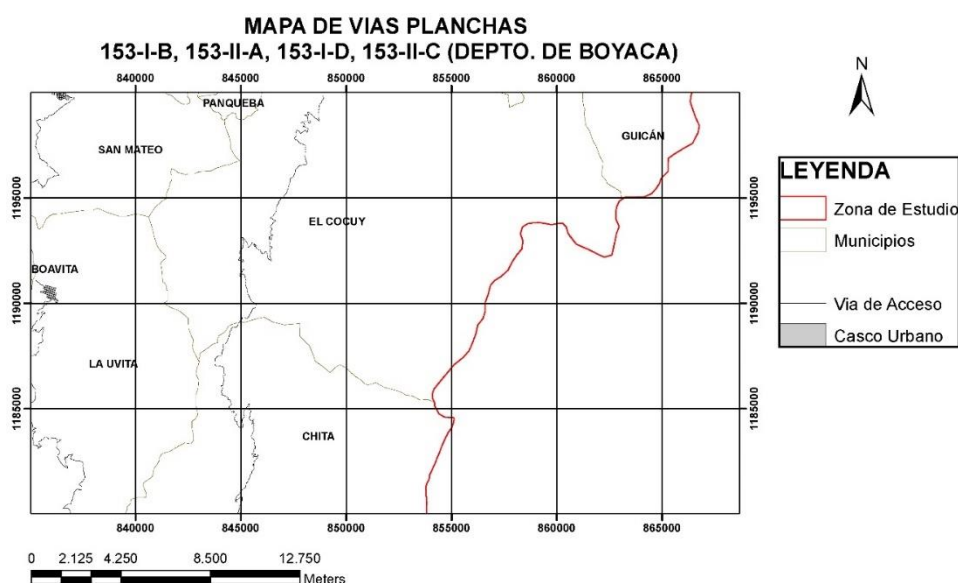 MAPA DE VIAS PLANCHAS
153-I-B, 153-II-A, 153-I-D, 153-II-C (DEPTO. DE BOYACA)
840000 845000 850000 855000 860000 865000
N
PANQUEBA
GUICÁN
SAN MATEO
LEYENDA
1195000 1195000
Zona de Estudio
EL COCUY
Municipios
BOAVITA
1190000 1190000
Via de Acceso
Casco Urbano
LA UVITA
1185000 1185000
CHITA
840000 845000 850000 855000 860000 865000
0 2.125 4.250 8.500 12.750
Meters